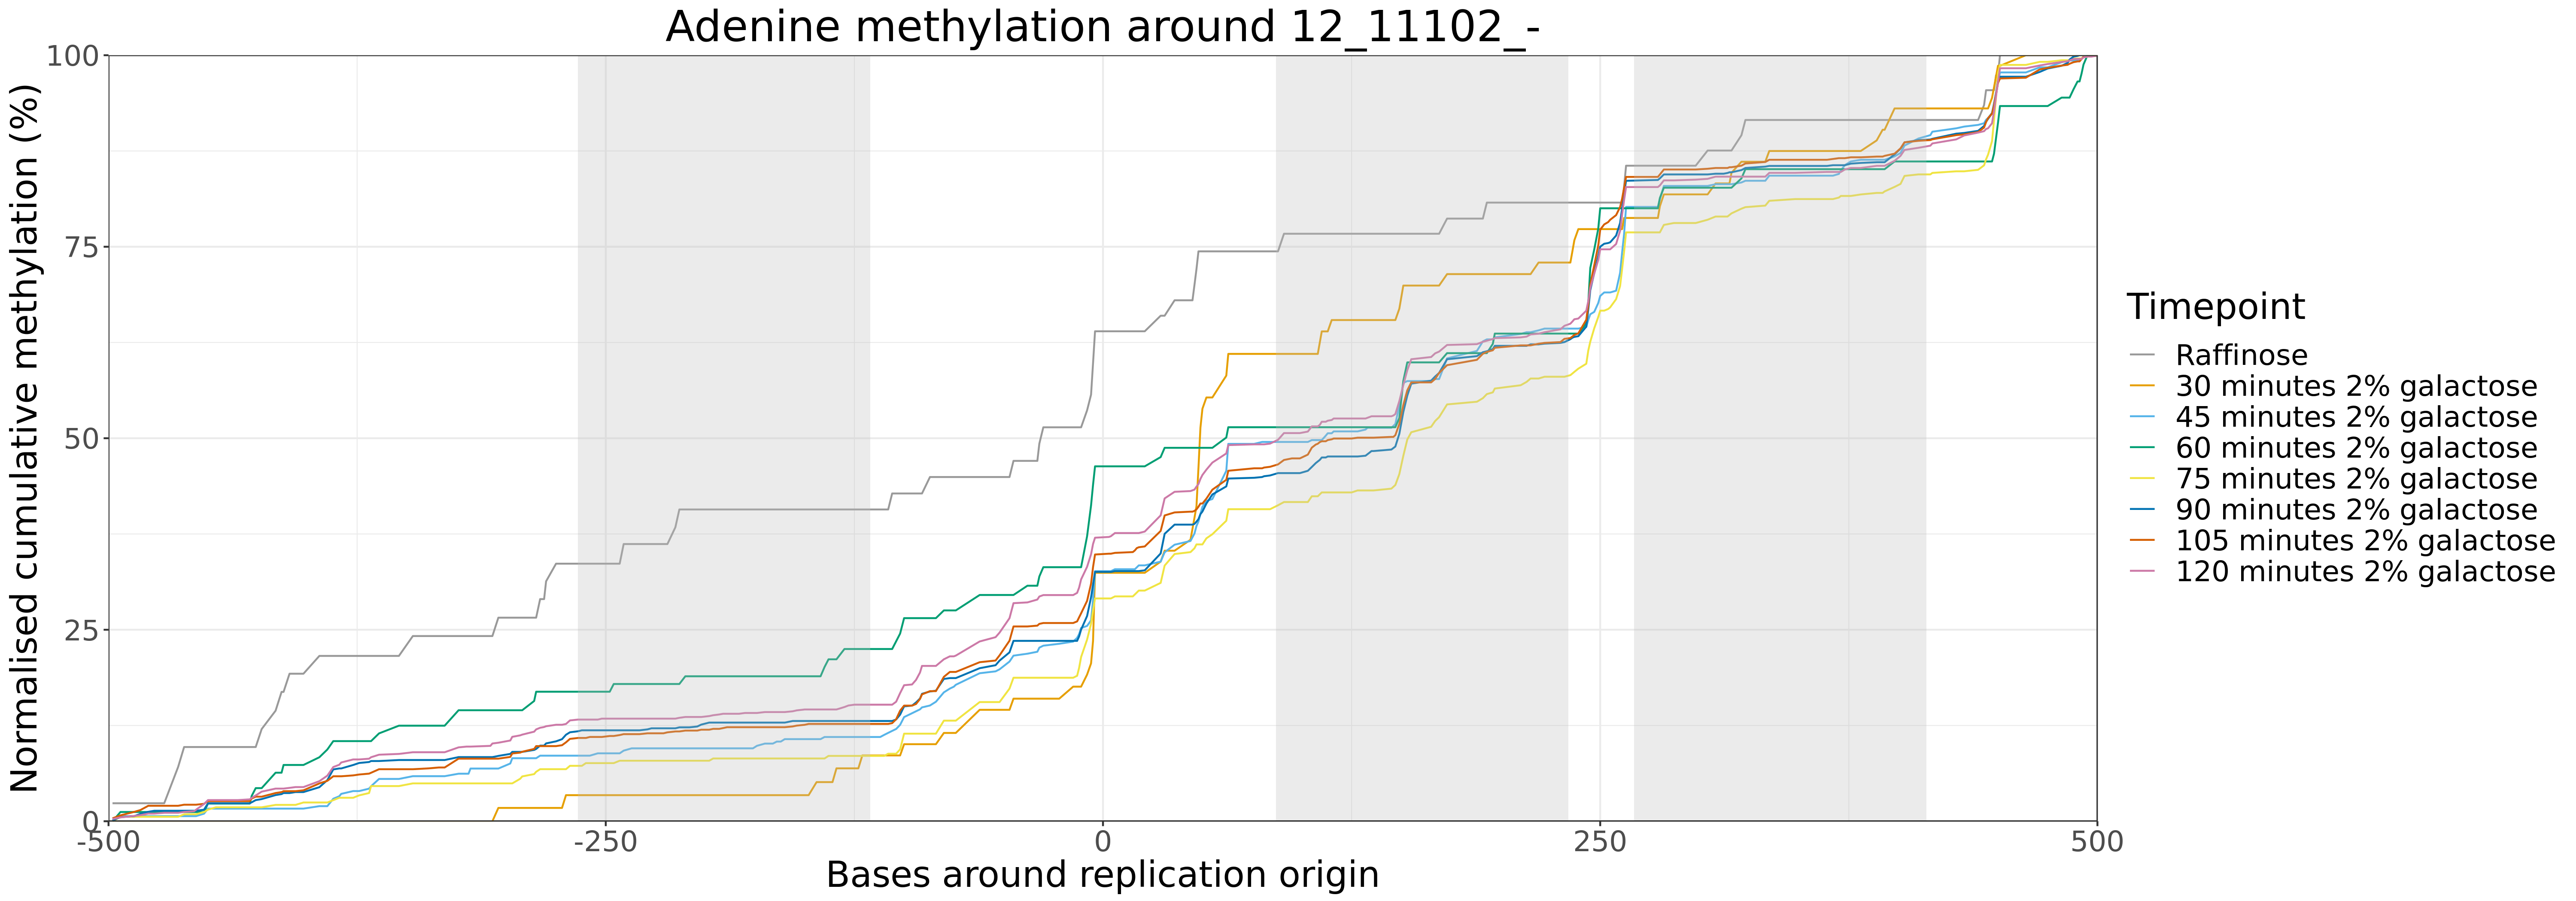 Adenine methylation around 12_11102_-
Normalised cumulative methylation (%)
100
75
50
25
0
-500
-250
0
250
500
Bases around replication origin
Timepoint
Raffinose
30 minutes 2% galactose
45 minutes 2% galactose
60 minutes 2% galactose
75 minutes 2% galactose
90 minutes 2% galactose
105 minutes 2% galactose
120 minutes 2% galactose